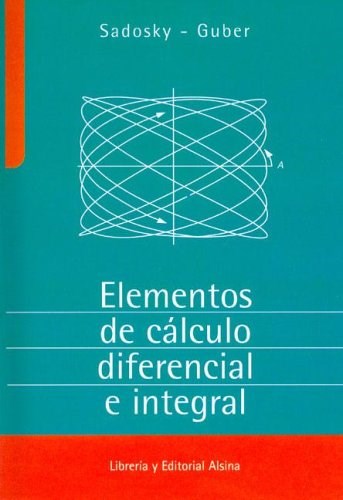 Sadosky - Guber
A
Elementos
de cálculo
diferencial
e integral
Librería y Editorial Alsina